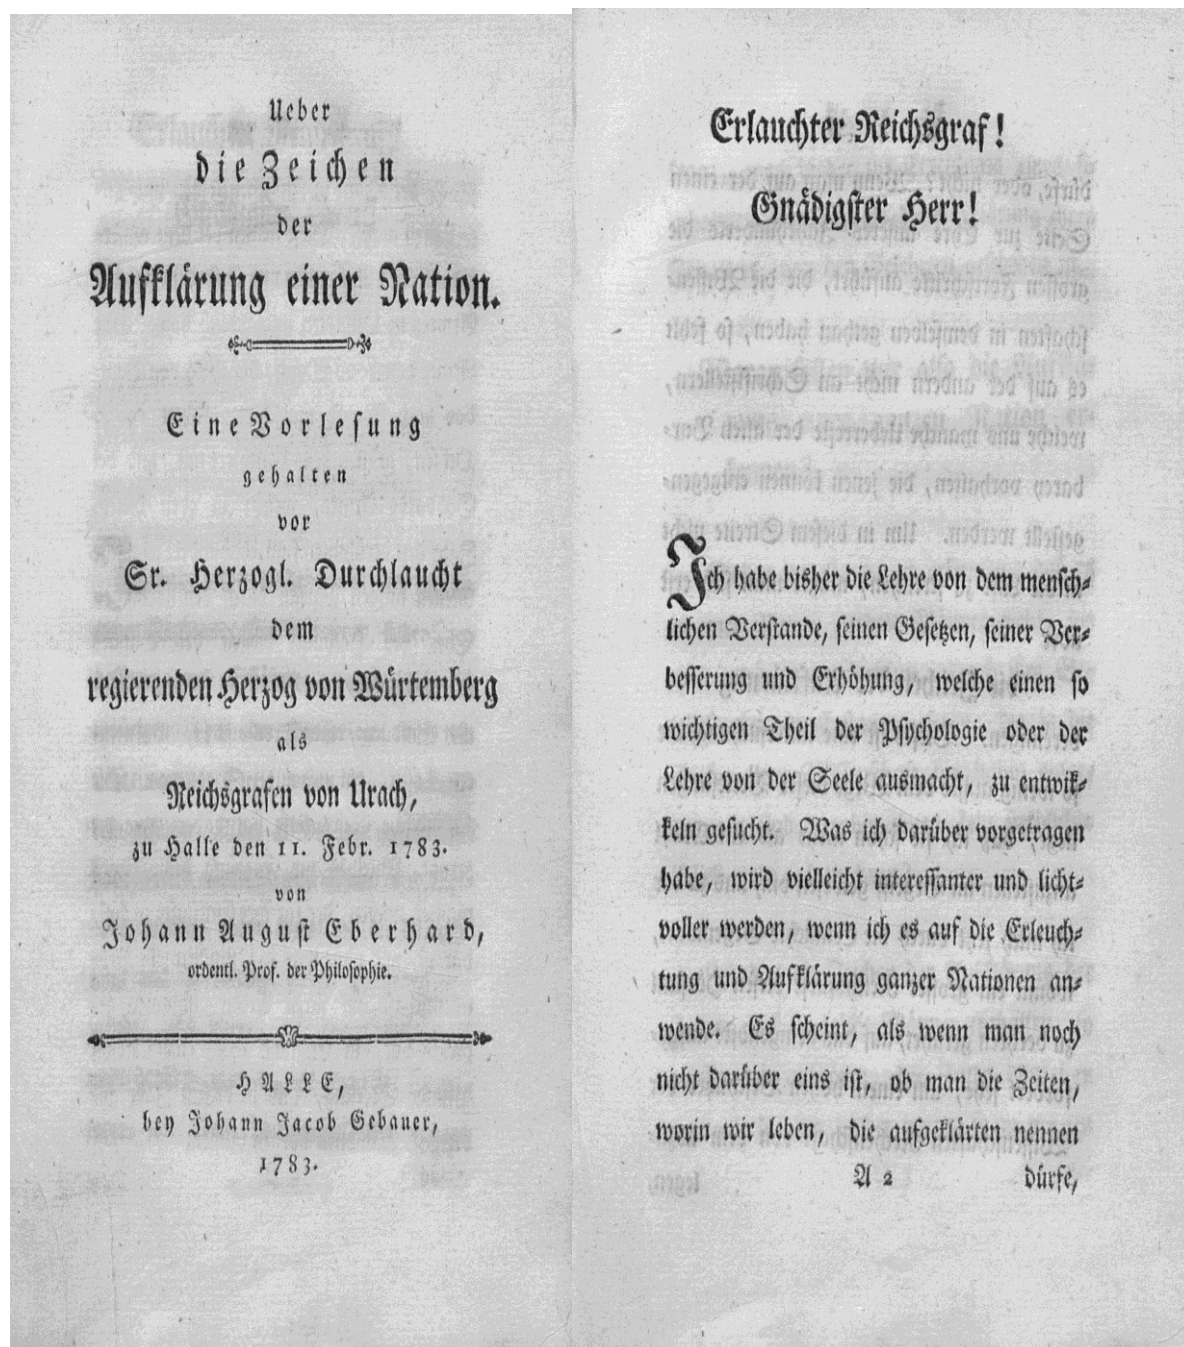 Ueber
die Zeichen
der
Aufklärung einer Nation.
Eine Vorlesung
gehalten
vor
Sr. Herzogl. Durchlaucht
dem
regierenden Herzog von Würtemberg
als
Reichsgrafen von Urach,
zu Halle den 11. Febr. 1783.
von
Johann August Eberhard,
ordentl. Prof. der Philosophie.
HALLE,
bey Johann Jacob Gebauer,
1783.
Erlauchter Reichsgraf!
Gnädigster Herr!
Ich habe bisher die Lehre von dem mensch-
lichen Verstande, seinen Gesetzen, seiner Ver-
besserung und Erhöhung, welche einen so
wichtigen Theil der Psychologie oder der
Lehre von der Seele ausmacht, zu entwik-
keln gesucht. Was ich darüber vorgetragen
habe, wird vielleicht interessanter und licht-
voller werden, wenn ich es auf die Erleuch-
tung und Aufklärung ganzer Nationen an-
wende. Es scheint, als wenn man noch
nicht darüber eins ist, ob man die Zeiten,
worin wir leben, die aufgeklärten nennen
A 2 dürfe,